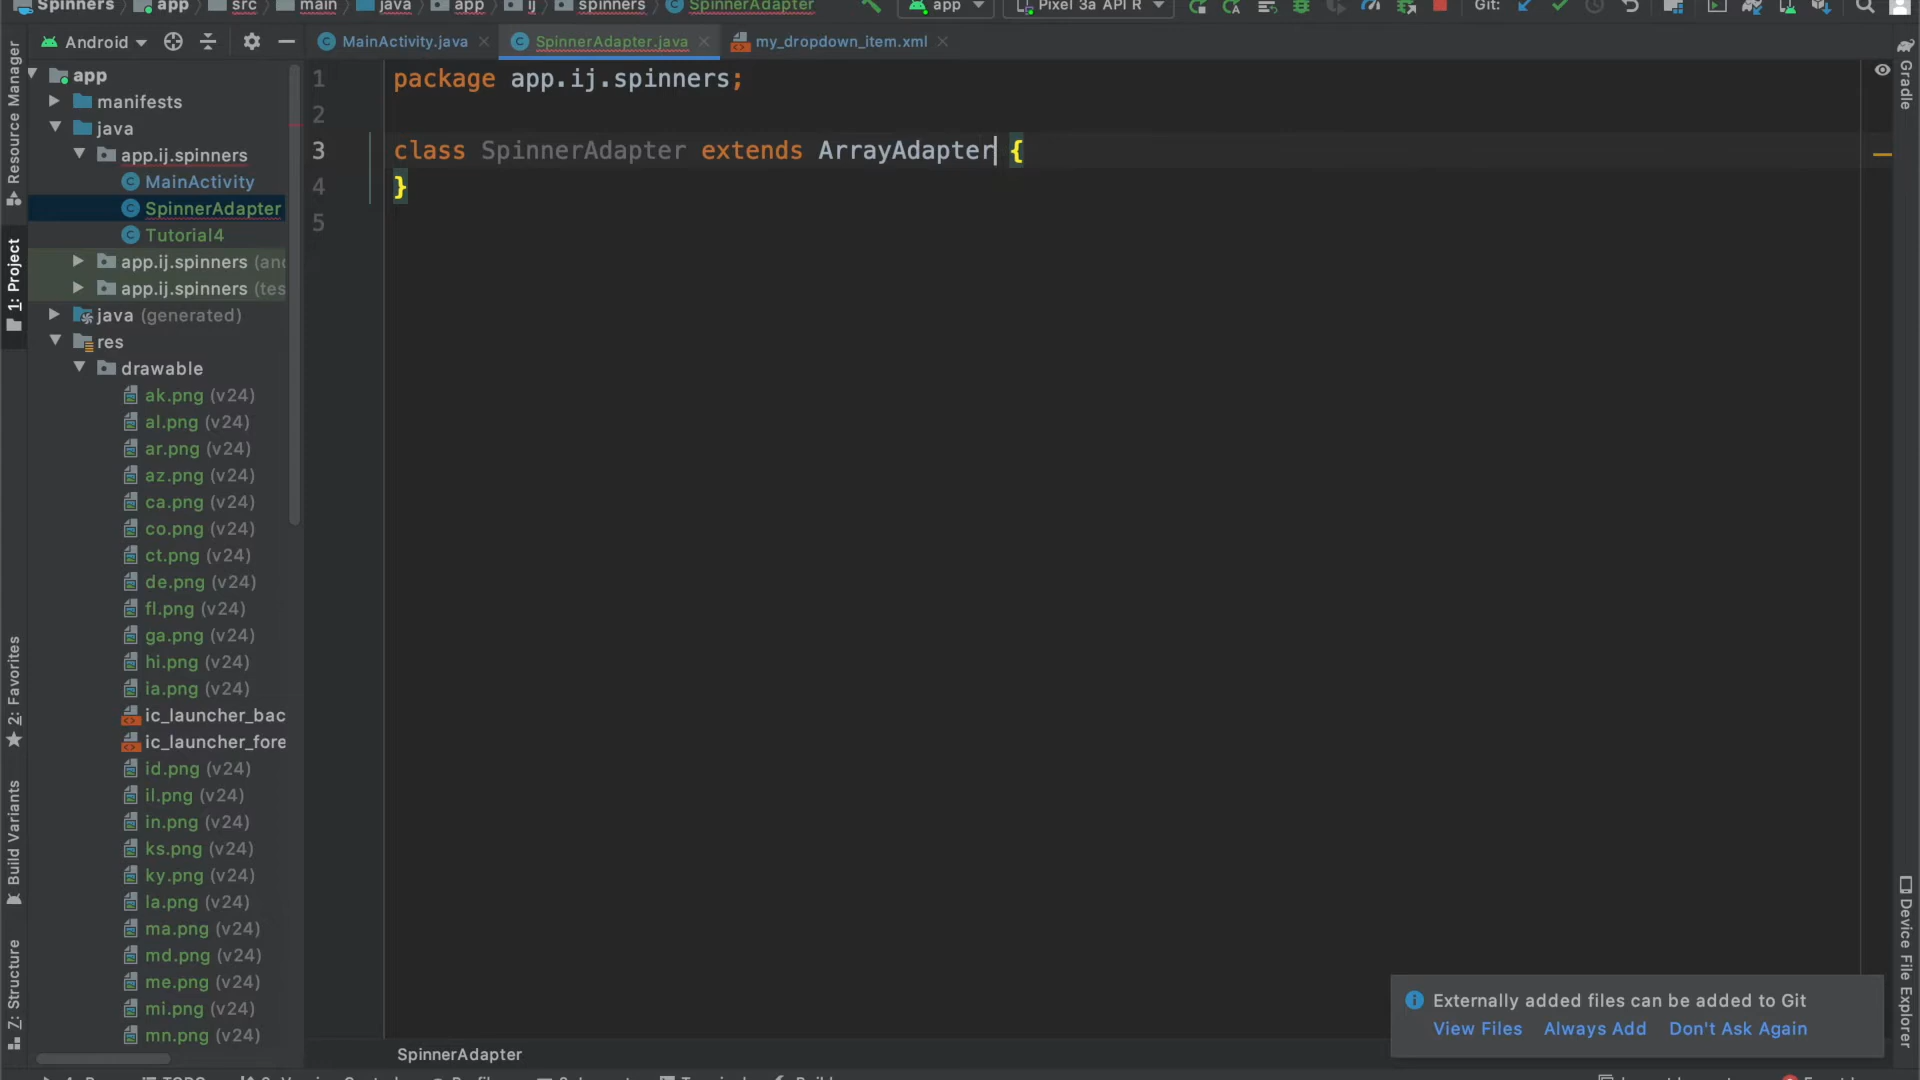 Spinners app src main java app ij spinners SpinnerAdapter app Pixel 3a API R Git:
Android MainActivity.java SpinnerAdapter.java my_dropdown_item.xml
Resource Manager
1: Project
2: Favorites
Build Variants
Z: Structure
app
manifests
java
app.ij.spinners
MainActivity
SpinnerAdapter
Tutorial4
app.ij.spinners (and
app.ij.spinners (tes
java (generated)
res
drawable
ak.png (v24)
al.png (v24)
ar.png (v24)
az.png (v24)
ca.png (v24)
co.png (v24)
ct.png (v24)
de.png (v24)
fl.png (v24)
ga.png (v24)
hi.png (v24)
ia.png (v24)
ic_launcher_bac
ic_launcher_fore
id.png (v24)
il.png (v24)
in.png (v24)
ks.png (v24)
ky.png (v24)
la.png (v24)
ma.png (v24)
md.png (v24)
me.png (v24)
mi.png (v24)
mn.png (v24)
1 package app.ij.spinners;
2
3 class SpinnerAdapter extends ArrayAdapter {
4 }
5
Gradle
Device File Explorer
Externally added files can be added to Git
View Files Always Add Don't Ask Again
SpinnerAdapter